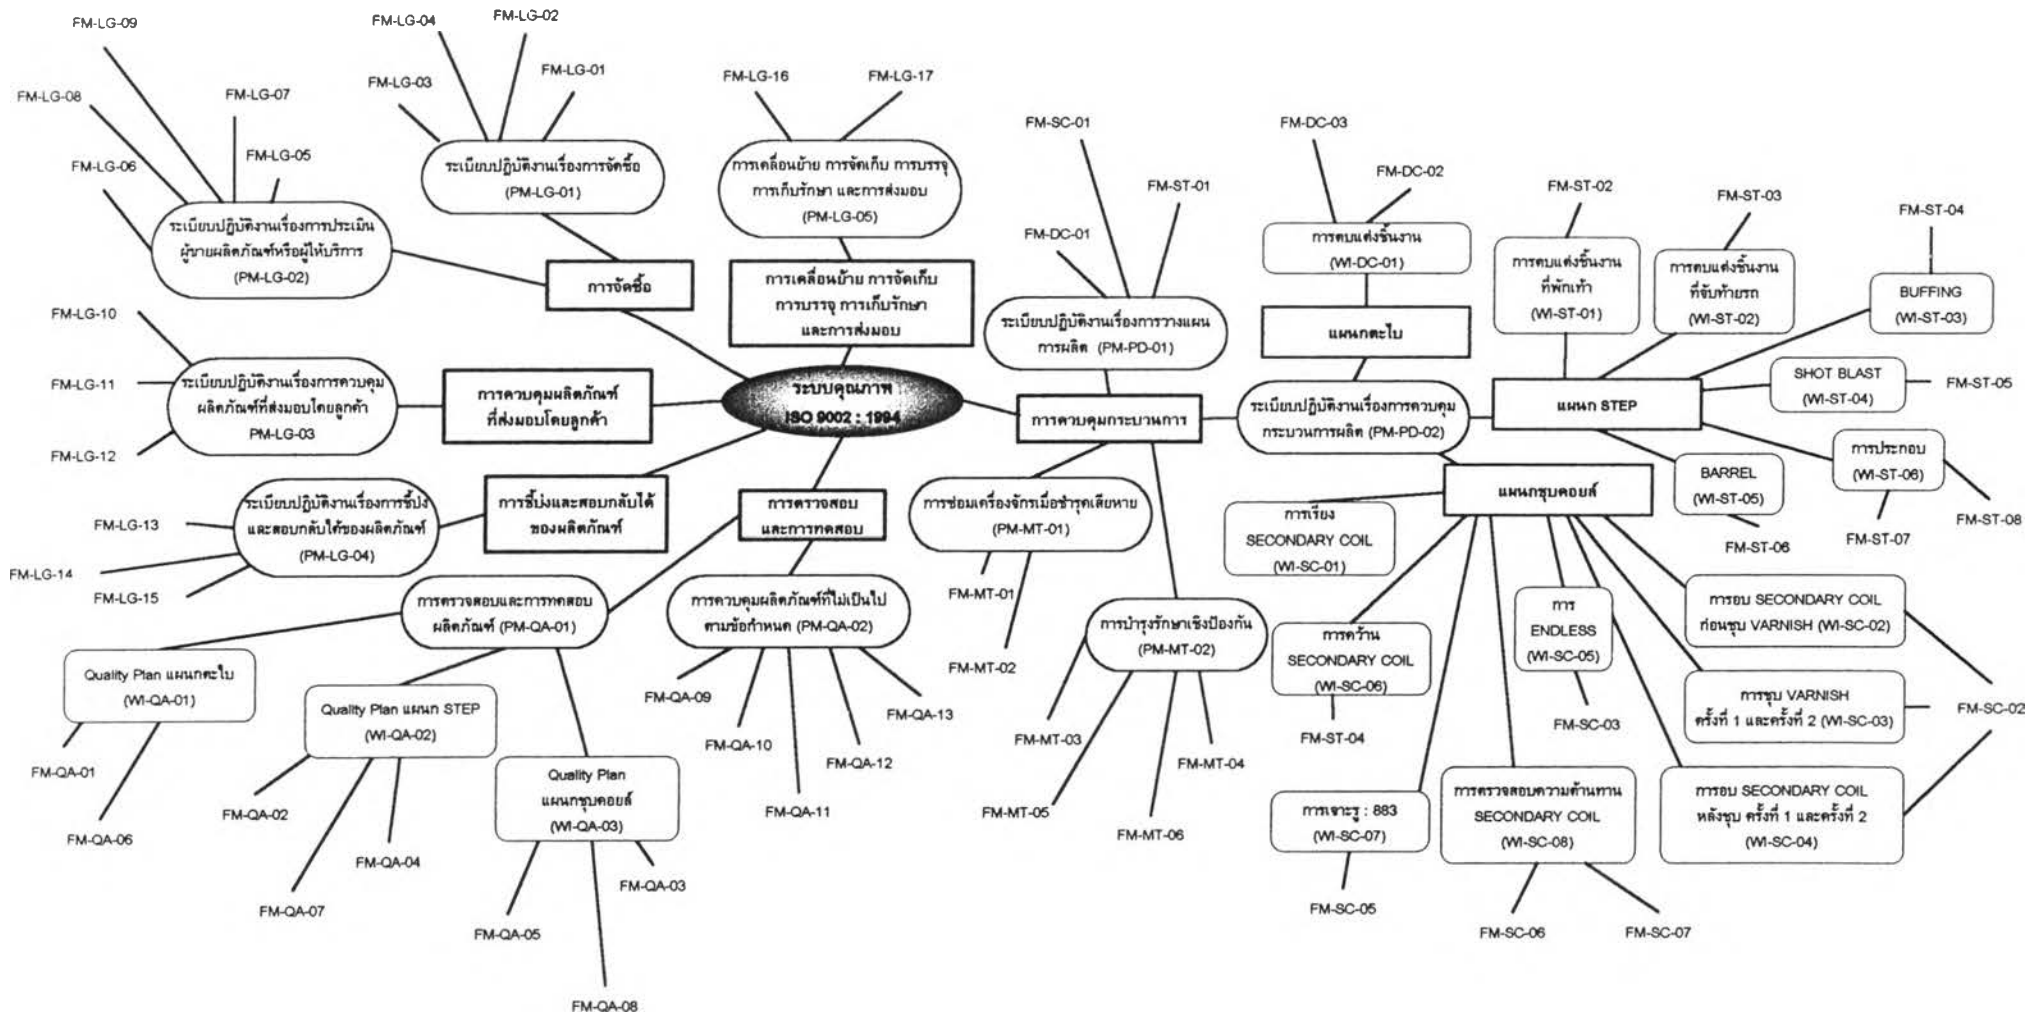 FM-LG-09
FM-LG-04
FM-LG-02
FM-LG-08
FM-LG-07
FM-LG-03
FM-LG-01
FM-LG-06
FM-LG-05
ระเบียบปฏิบัติงานเรื่องการจัดซื้อ
(PM-LG-01)
ระเบียบปฏิบัติงานเรื่องการประเมิน
ผู้ขายผลิตภัณฑ์หรือผู้ให้บริการ
(PM-LG-02)
การจัดซื้อ
FM-LG-16
FM-LG-17
การเคลื่อนย้าย การจัดเก็บ การบรรจุ
การเก็บรักษา และการส่งมอบ
(PM-LG-05)
การเคลื่อนย้าย การจัดเก็บ
การบรรจุ การเก็บรักษา
และการส่งมอบ
FM-LG-10
FM-LG-11
FM-LG-12
ระเบียบปฏิบัติงานเรื่องการควบคุม
ผลิตภัณฑ์ที่ส่งมอบโดยลูกค้า
PM-LG-03
การควบคุมผลิตภัณฑ์
ที่ส่งมอบโดยลูกค้า
ระบบคุณภาพ
ISO 9002 : 1994
FM-LG-13
FM-LG-14
FM-LG-15
ระเบียบปฏิบัติงานเรื่องการชี้บ่ง
และสอบกลับได้ของผลิตภัณฑ์
(PM-LG-04)
การชี้บ่งและสอบกลับได้
ของผลิตภัณฑ์
การตรวจสอบ
และการทดสอบ
การตรวจสอบและการทดสอบ
ผลิตภัณฑ์ (PM-QA-01)
การควบคุมผลิตภัณฑ์ที่ไม่เป็นไป
ตามข้อกำหนด (PM-QA-02)
Quality Plan แผนกตะไบ
(WI-QA-01)
FM-QA-01
FM-QA-06
Quality Plan แผนก STEP
(WI-QA-02)
FM-QA-02
FM-QA-07
FM-QA-04
Quality Plan
แผนกชุบคอยล์
(WI-QA-03)
FM-QA-05
FM-QA-08
FM-QA-03
FM-QA-09
FM-QA-10
FM-QA-11
FM-QA-12
FM-QA-13
FM-SC-01
FM-ST-01
FM-DC-01
ระเบียบปฏิบัติงานเรื่องการวางแผน
การผลิต (PM-PD-01)
การควบคุมกระบวนการ
การซ่อมเครื่องจักรเมื่อชำรุดเสียหาย
(PM-MT-01)
FM-MT-01
FM-MT-02
การบำรุงรักษาเชิงป้องกัน
(PM-MT-02)
FM-MT-03
FM-MT-05
FM-MT-06
FM-MT-04
ระเบียบปฏิบัติงานเรื่องการควบคุม
กระบวนการผลิต (PM-PD-02)
FM-DC-03
FM-DC-02
การตบแต่งชิ้นงาน
(WI-DC-01)
แผนกตะไบ
แผนก STEP
FM-ST-02
การตบแต่งชิ้นงาน
ที่พักเท้า
(WI-ST-01)
FM-ST-03
การตบแต่งชิ้นงาน
ที่จับท้ายรถ
(WI-ST-02)
FM-ST-04
BUFFING
(WI-ST-03)
SHOT BLAST
(WI-ST-04)
FM-ST-05
BARREL
(WI-ST-05)
FM-ST-06
การประกอบ
(WI-ST-06)
FM-ST-07
FM-ST-08
แผนกชุบคอยล์
การเรียง
SECONDARY COIL
(WI-SC-01)
การคว้าน
SECONDARY COIL
(WI-SC-06)
FM-ST-04
การเจาะรู : 883
(WI-SC-07)
FM-SC-05
การตรวจสอบความต้านทาน
SECONDARY COIL
(WI-SC-08)
FM-SC-06
FM-SC-07
การ
ENDLESS
(WI-SC-05)
FM-SC-03
การอบ SECONDARY COIL
ก่อนชุบ VARNISH (WI-SC-02)
การชุบ VARNISH
ครั้งที่ 1 และครั้งที่ 2 (WI-SC-03)
FM-SC-02
การอบ SECONDARY COIL
หลังชุบ ครั้งที่ 1 และครั้งที่ 2
(WI-SC-04)